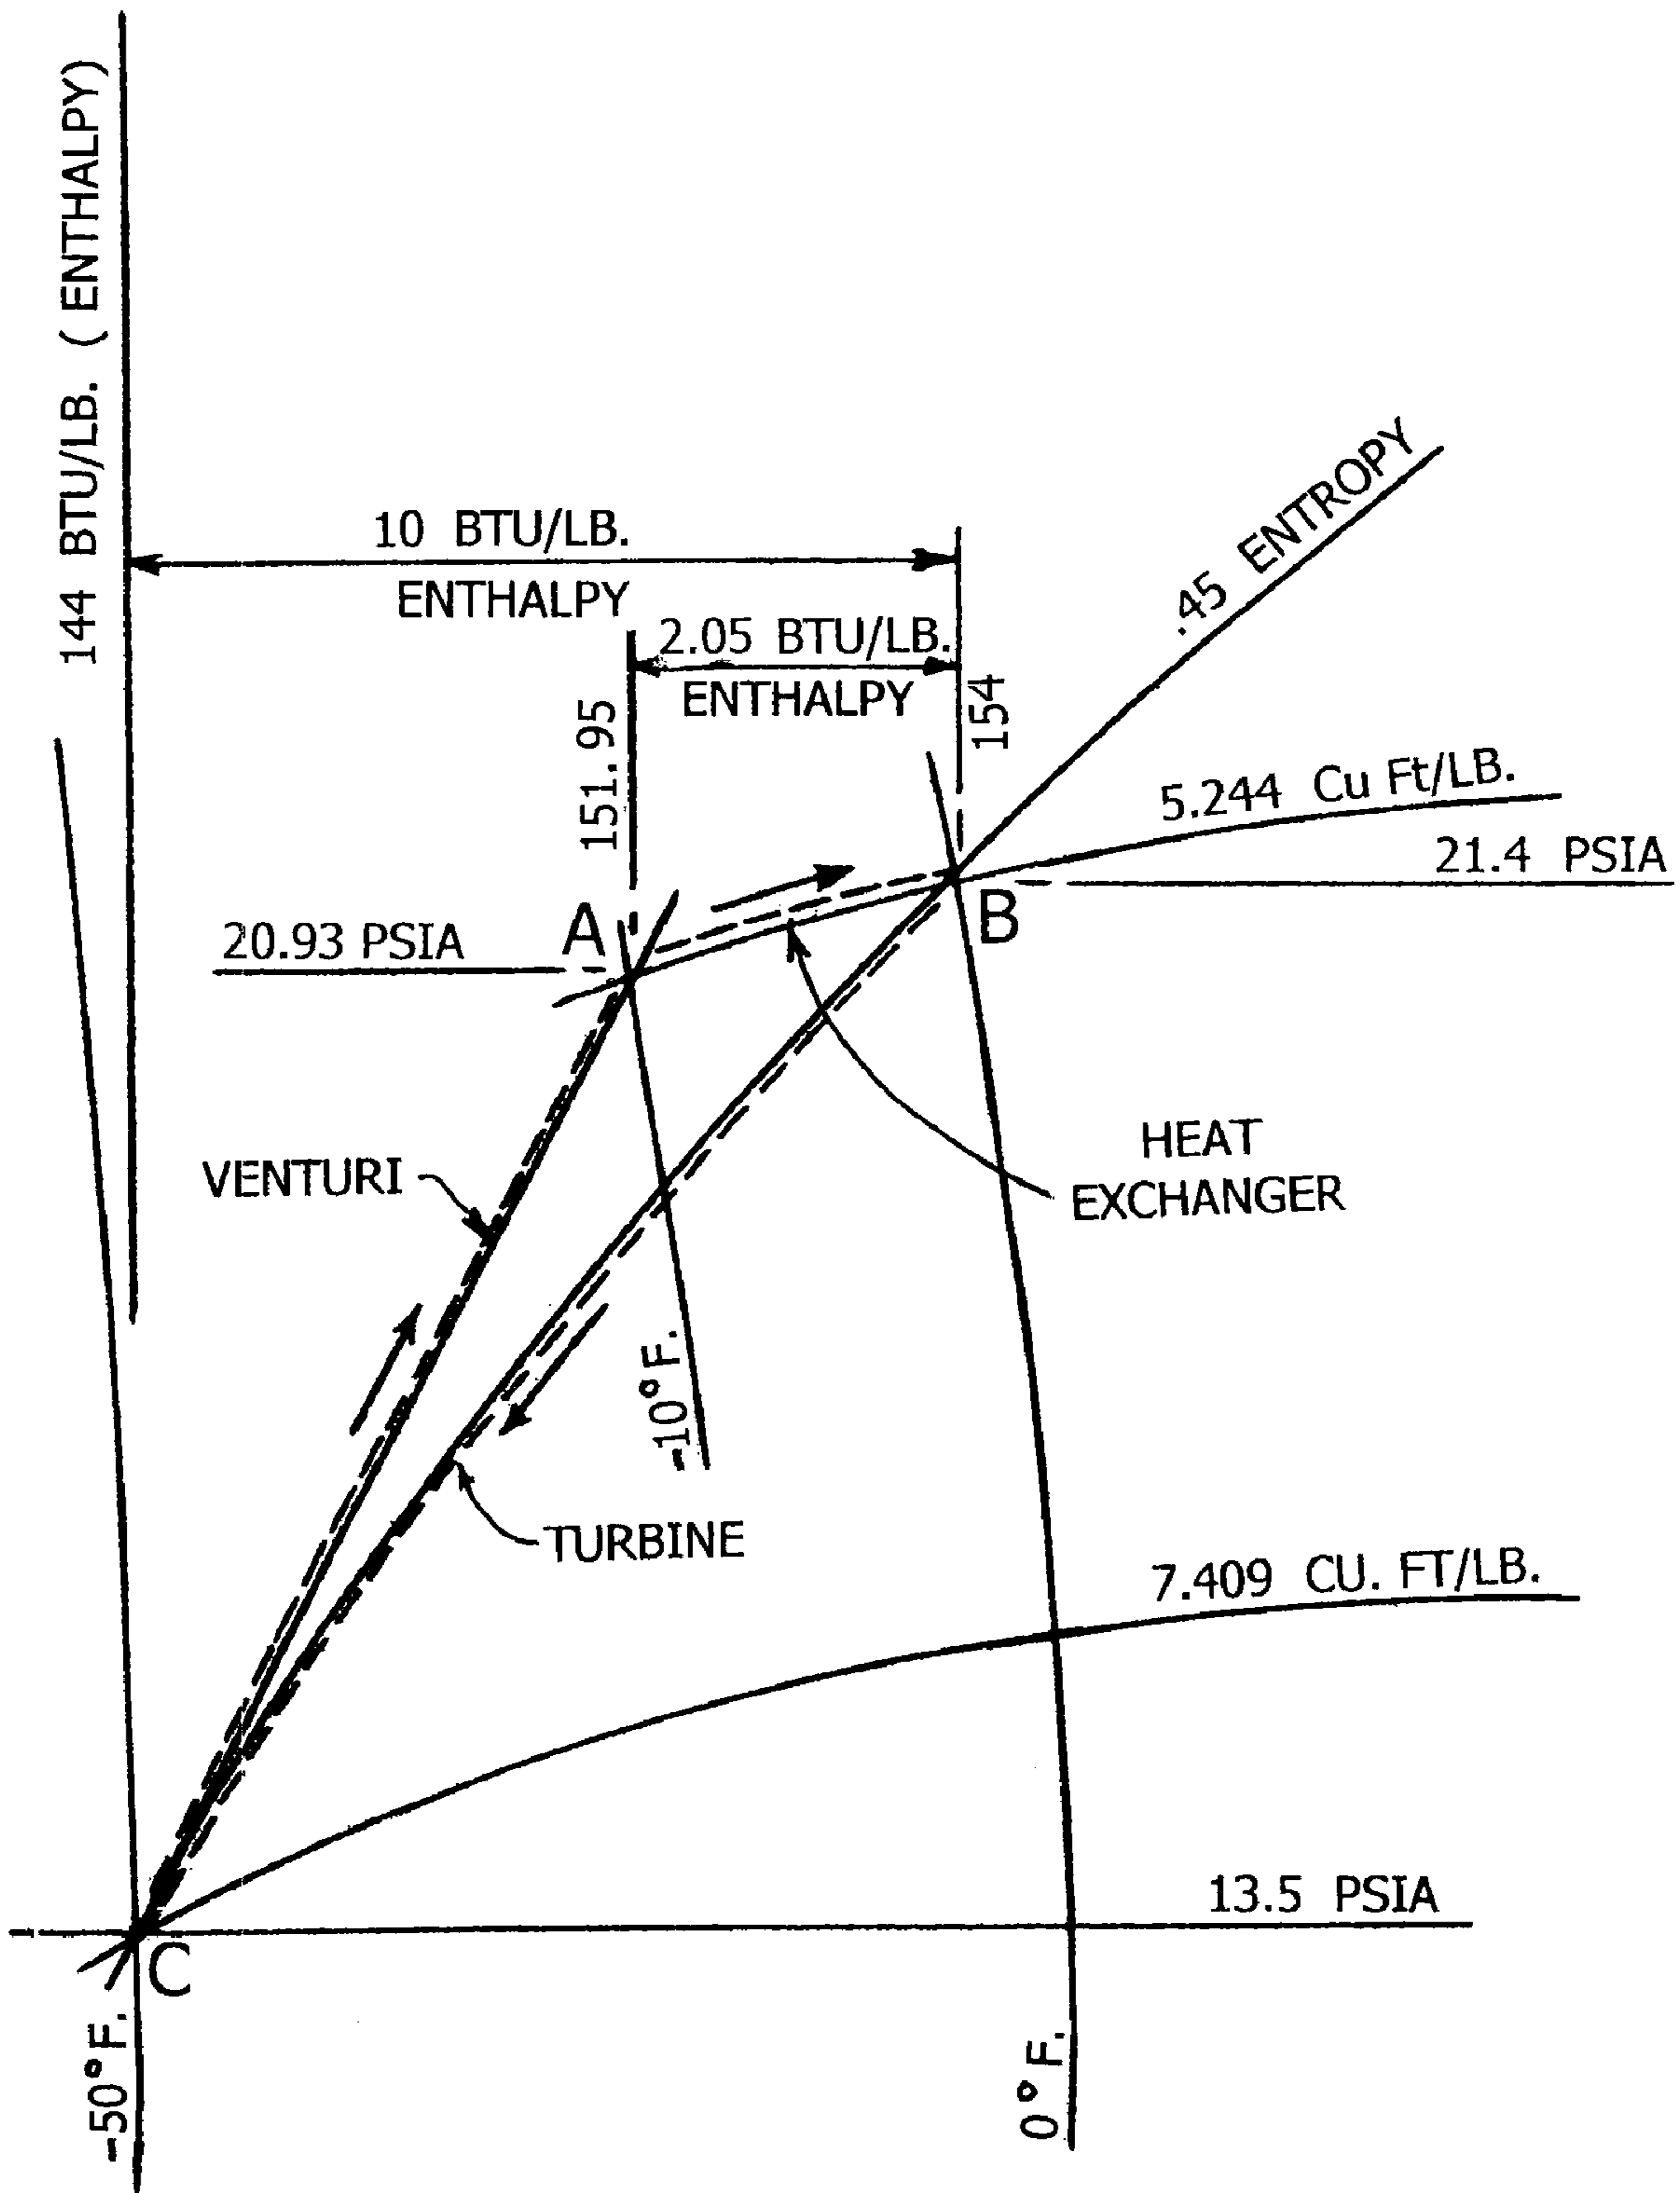 144 BTU/LB. ( ENTHALPY)
10 BTU/LB.
ENTHALPY
.45 ENTROPY
2.05 BTU/LB.
ENTHALPY
151.95
154
5.244 Cu Ft/LB.
21.4 PSIA
A
20.93 PSIA
B
VENTURI
HEAT
EXCHANGER
-10°F.
TURBINE
7.409 CU. FT/LB.
13.5 PSIA
C
-50°F.
0°F.